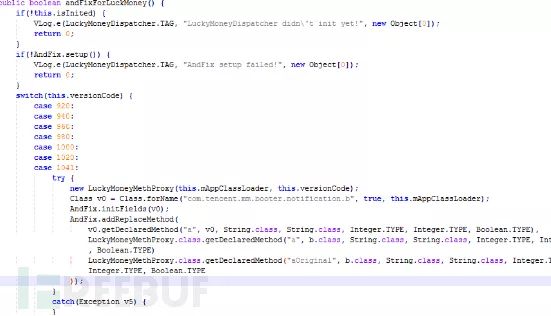 public boolean andFixForLuckMoney() {
if(!this.isInited) {
VLog.e(LuckyMoneyDispatcher.TAG, "LuckyMoneyDispatcher didn\'t init yet!", new Object[0]);
return 0;
}
if(!AndFix.setup()) {
VLog.e(LuckyMoneyDispatcher.TAG, "AndFix setup failed!", new Object[0]);
return 0;
}
switch(this.versionCode) {
case 920:
case 940:
case 960:
case 980:
case 1000:
case 1020:
case 1041:
try {
new LuckyMoneyMethProxy(this.mAppClassLoader, this.versionCode);
Class v0 = Class.forName("com.tencent.mm.booter.notification.b", true, this.mAppClassLoader);
AndFix.initFields(v0);
AndFix.addReplaceMethod(
v0.getDeclaredMethod("a", v0, String.class, String.class, Integer.TYPE, Integer.TYPE, Boolean.TYPE),
LuckyMoneyMethProxy.class.getDeclaredMethod("a", b.class, String.class, String.class, Integer.TYPE, Int
, Boolean.TYPE)
LuckyMoneyMethProxy.class.getDeclaredMethod("aOriginal", b.class, String.class, String.class, Integer.TYPE,
Integer.TYPE, Boolean.TYPE
));
}
catch(Exception v5) {
}
FREEBUF